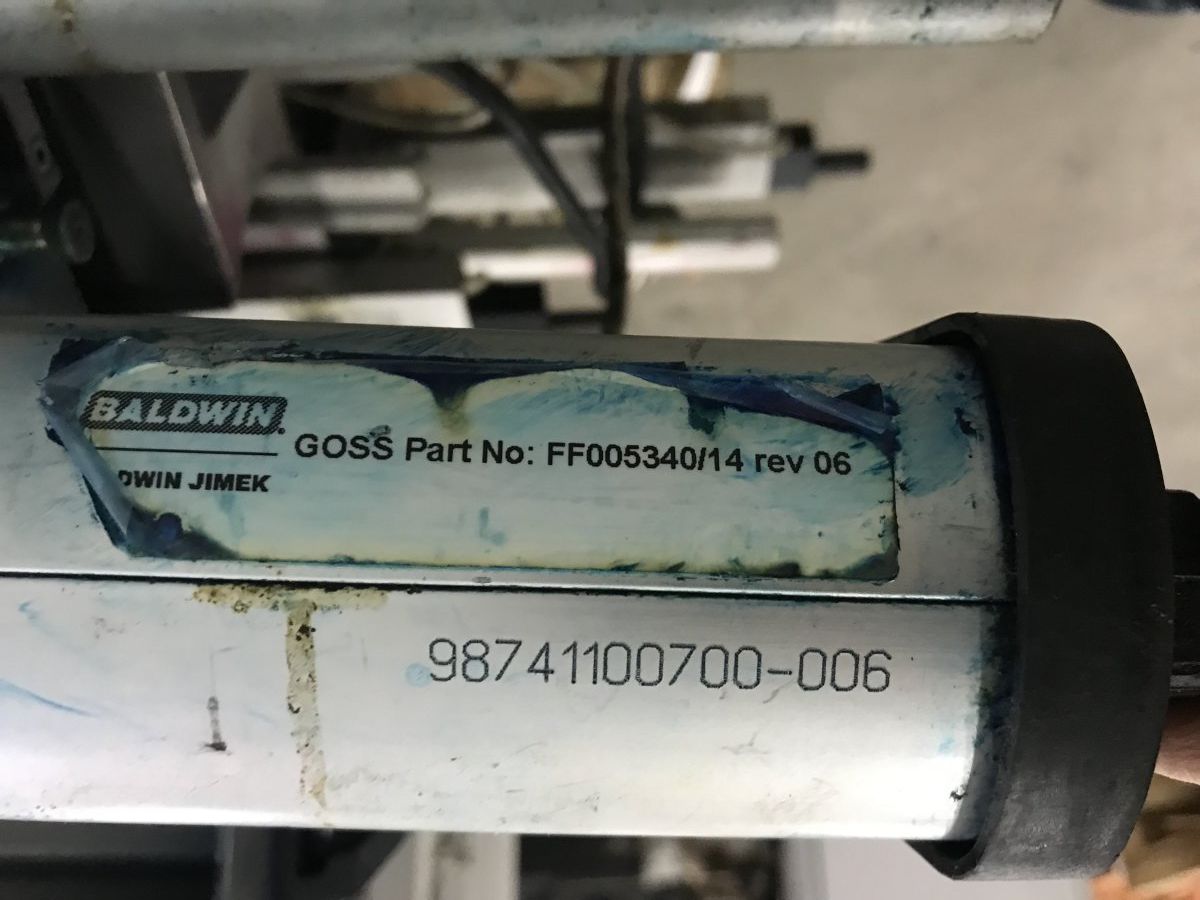 BALDWIN
GOSS Part No: FF005340/14 rev 06
DWIN JIMEK
98741100700-006